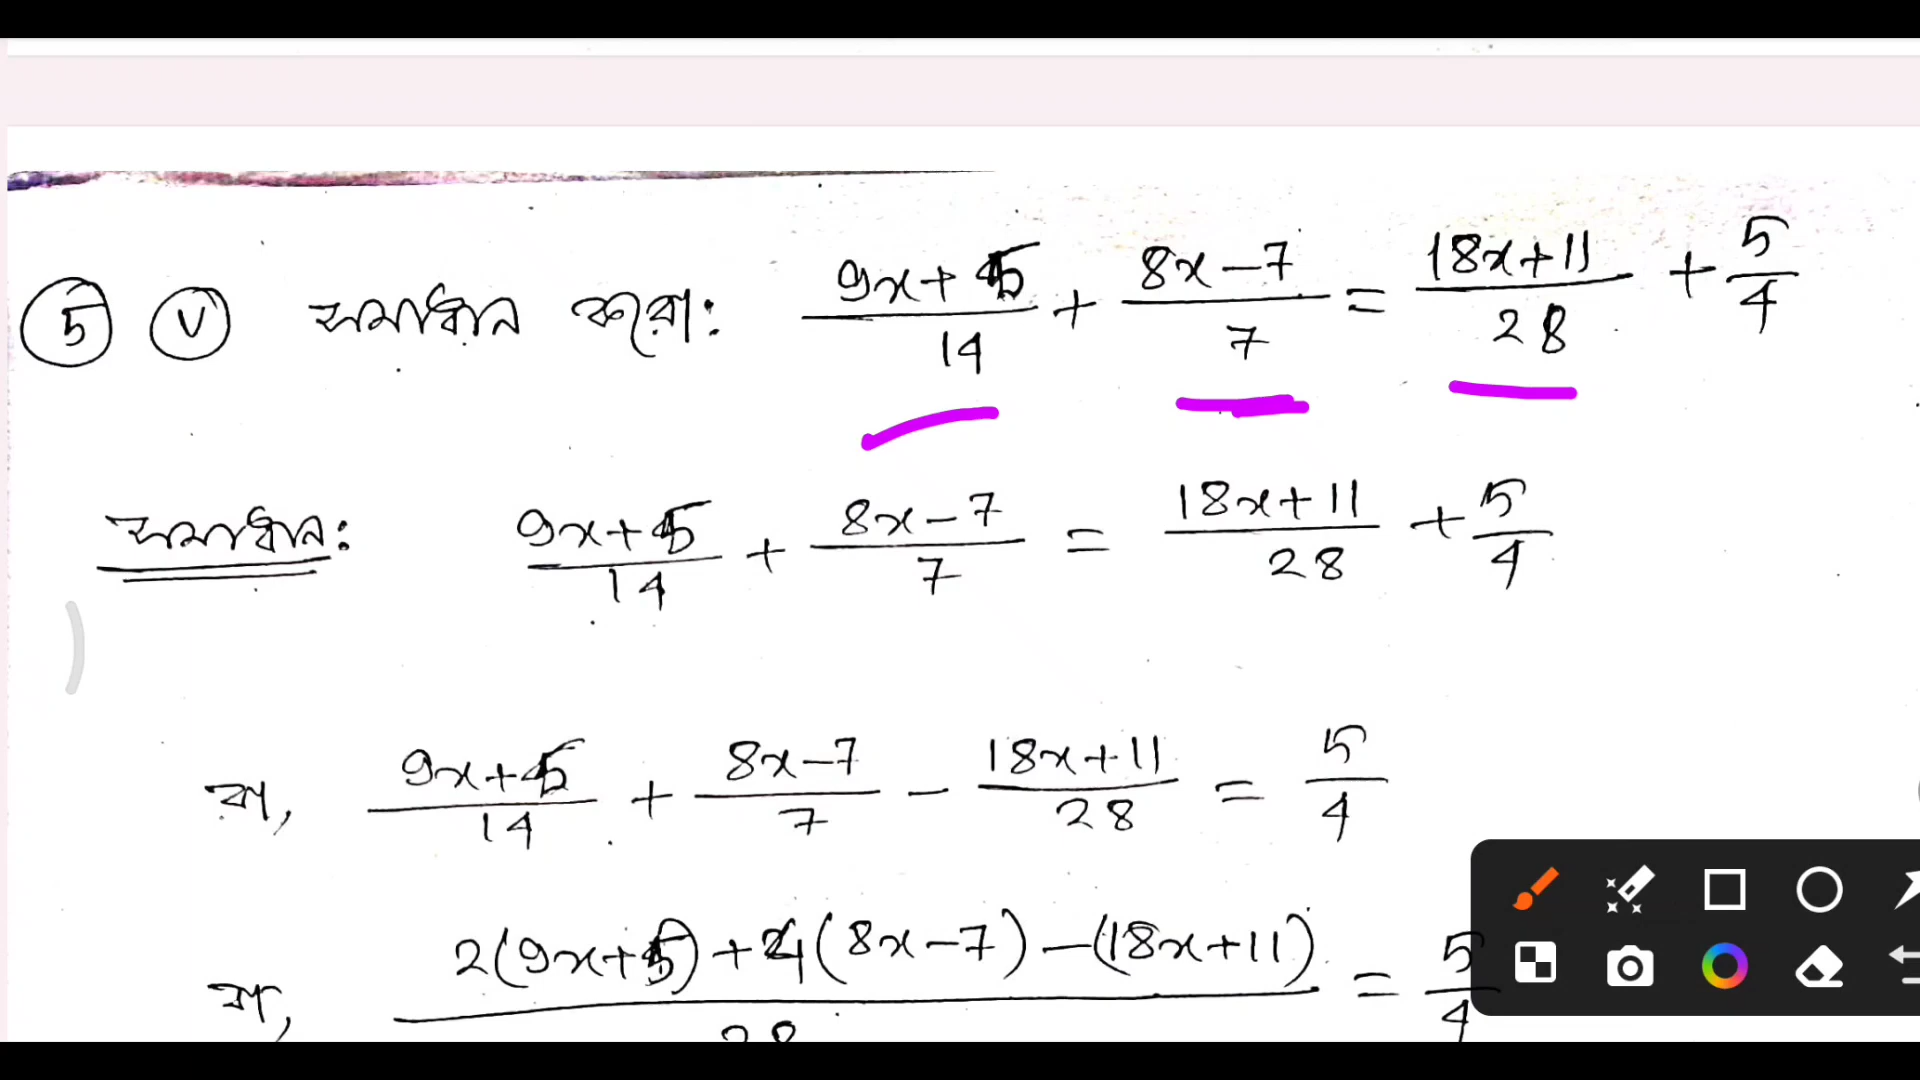 5 v সমাধান করো: (9x+5)/14 + (8x-7)/7 = (18x+11)/28 + 5/4
সমাধান: (9x+5)/14 + (8x-7)/7 = (18x+11)/28 + 5/4
বা, (9x+5)/14 + (8x-7)/7 - (18x+11)/28 = 5/4
বা, (2(9x+5)+4(8x-7)-(18x+11))/28 = 5/4